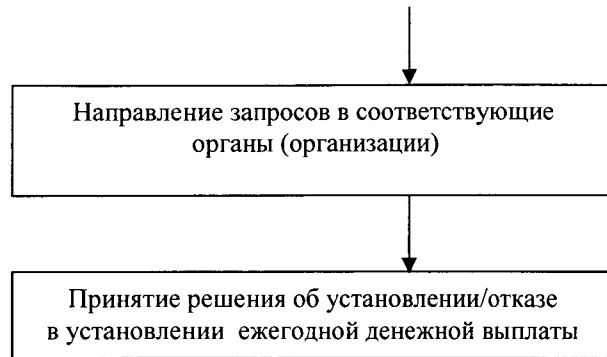 Направление запросов в соответствующие
органы (организации)
Принятие решения об установлении/отказе
в установлении ежегодной денежной выплаты